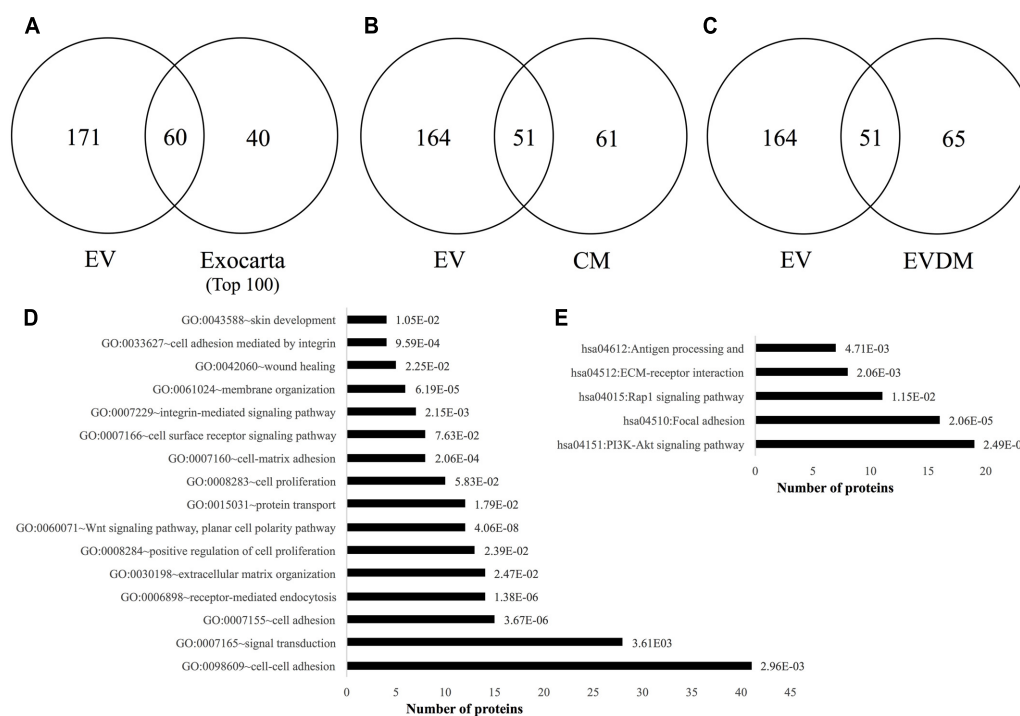 A
B
C
171
60
40
164
51
61
164
51
65
EV
Exocarta
(Top 100)
EV
CM
EV
EVDM
D
GO:0043588~skin development
1.05E-02
GO:0033627~cell adhesion mediated by integrin
9.59E-04
GO:0042060~wound healing
2.25E-02
GO:0061024~membrane organization
6.19E-05
GO:0007229~integrin-mediated signaling pathway
2.15E-03
GO:0007166~cell surface receptor signaling pathway
7.63E-02
GO:0007160~cell-matrix adhesion
2.06E-04
GO:0008283~cell proliferation
5.83E-02
GO:0015031~protein transport
1.79E-02
GO:0060071~Wnt signaling pathway, planar cell polarity pathway
4.06E-08
GO:0008284~positive regulation of cell proliferation
2.39E-02
GO:0030198~extracellular matrix organization
2.47E-02
GO:0006898~receptor-mediated endocytosis
1.38E-06
GO:0007155~cell adhesion
3.67E-06
GO:0007165~signal transduction
3.61E03
GO:0098609~cell-cell adhesion
2.96E-03
0 5 10 15 20 25 30 35 40 45
Number of proteins
E
hsa04612:Antigen processing and
4.71E-03
hsa04512:ECM-receptor interaction
2.06E-03
hsa04015:Rap1 signaling pathway
1.15E-02
hsa04510:Focal adhesion
2.06E-05
hsa04151:PI3K-Akt signaling pathway
0 5 10 15 20
Number of proteins